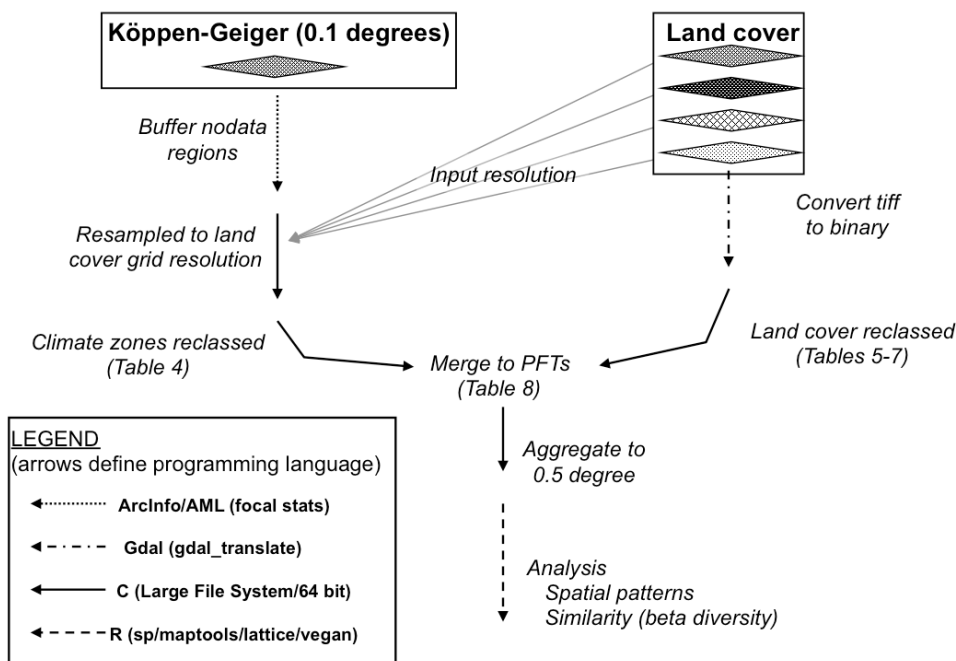 Köppen-Geiger (0.1 degrees)
Land cover
Buffer nodata
regions
Input resolution
Convert tiff
to binary
Resampled to land
cover grid resolution
Climate zones reclassed
(Table 4)
Land cover reclassed
(Tables 5-7)
Merge to PFTs
(Table 8)
Aggregate to
0.5 degree
Analysis
Spatial patterns
Similarity (beta diversity)
LEGEND
(arrows define programming language)
ArcInfo/AML (focal stats)
Gdal (gdal_translate)
C (Large File System/64 bit)
R (sp/maptools/lattice/vegan)